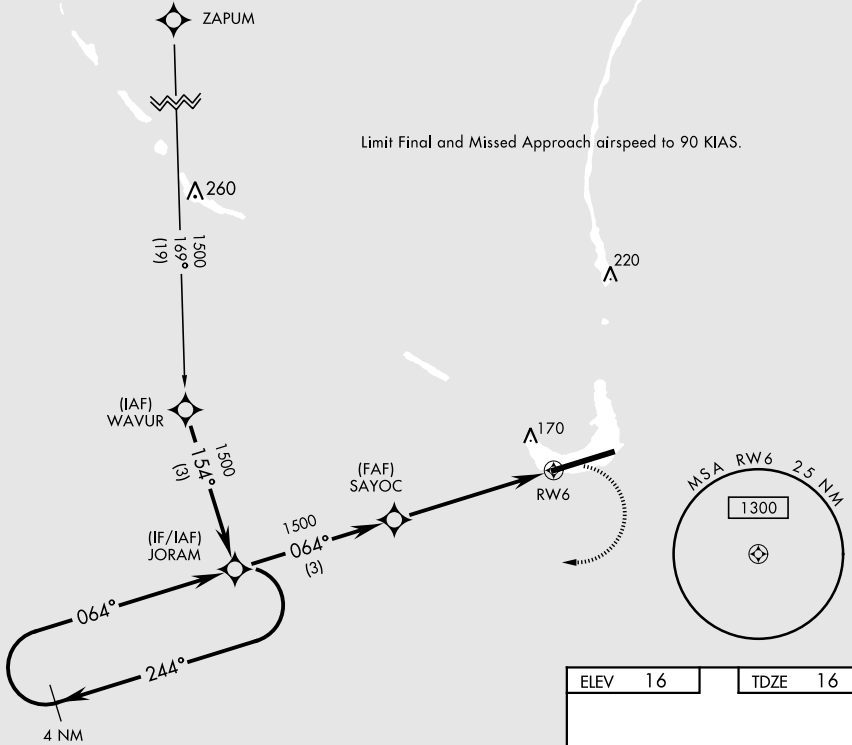 ZAPUM
Limit Final and Missed Approach airspeed to 90 KIAS.
260
1500
169°
(19)
220
(IAF)
WAVUR
1500
154°
(3)
170
(FAF)
SAYOC
RW6
MSA RW6 25 NM
1300
(IF/IAF)
JORAM
1500
064°
(3)
064°
244°
4 NM
ELEV 16
TDZE 16